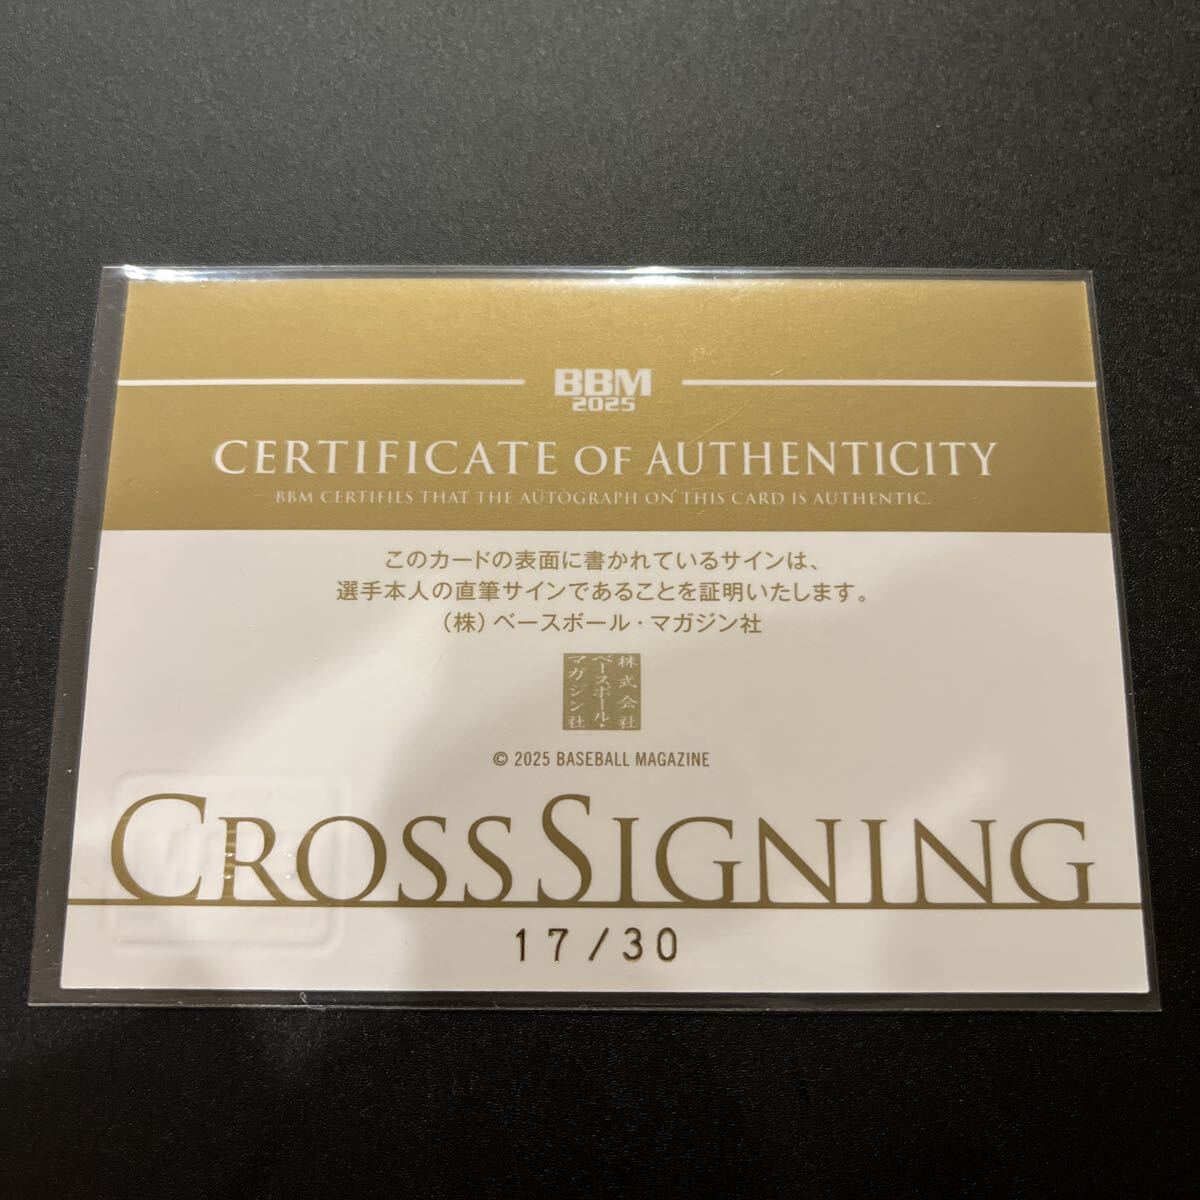 BBM
2025
CERTIFICATE OF AUTHENTICITY
BBM CERTIFIES THAT THE AUTOGRAPH ON THIS CARD IS AUTHENTIC.
このカードの表面に書かれているサインは、
選手本人の直筆サインであることを証明いたします。
（株）ベースボール・マガジン社
株式会社
ベースボール・
マガジン社
© 2025 BASEBALL MAGAZINE
CROSSSIGNING
17/30